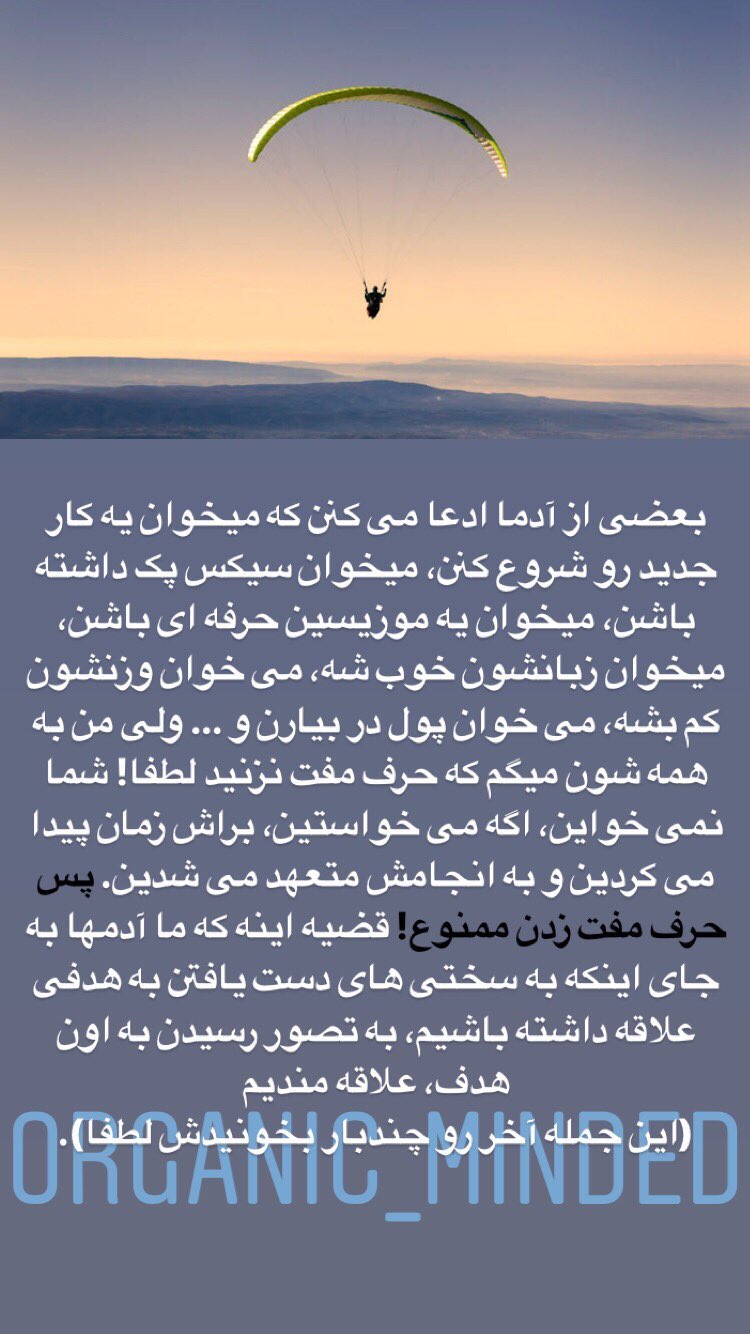 بعضی از آدما ادعا می کنن که میخوان یه کار
جدید رو شروع کنن، میخوان سیکس پک داشته
باشن، میخوان یه موزیسین حرفه ای باشن،
میخوان زبانشون خوب شه، می خوان وزنشون
کم بشه، می خوان پول در بیارن و ... ولی من به
همه شون میگم که حرف مفت نزنید لطفا! شما
نمی خواین، اگه می خواستین، براش زمان پیدا
می کردین و به انجامش متعهد می شدین. پس
حرف مفت زدن ممنوع! قضیه اینه که ما آدمها به
جای اینکه به سختی های دست یافتن به هدفی
علاقه داشته باشیم، به تصور رسیدن به اون
هدف، علاقه مندیم
(این جمله آخر رو چندبار بخونیدش لطفا).
ORGANIC_MINDED